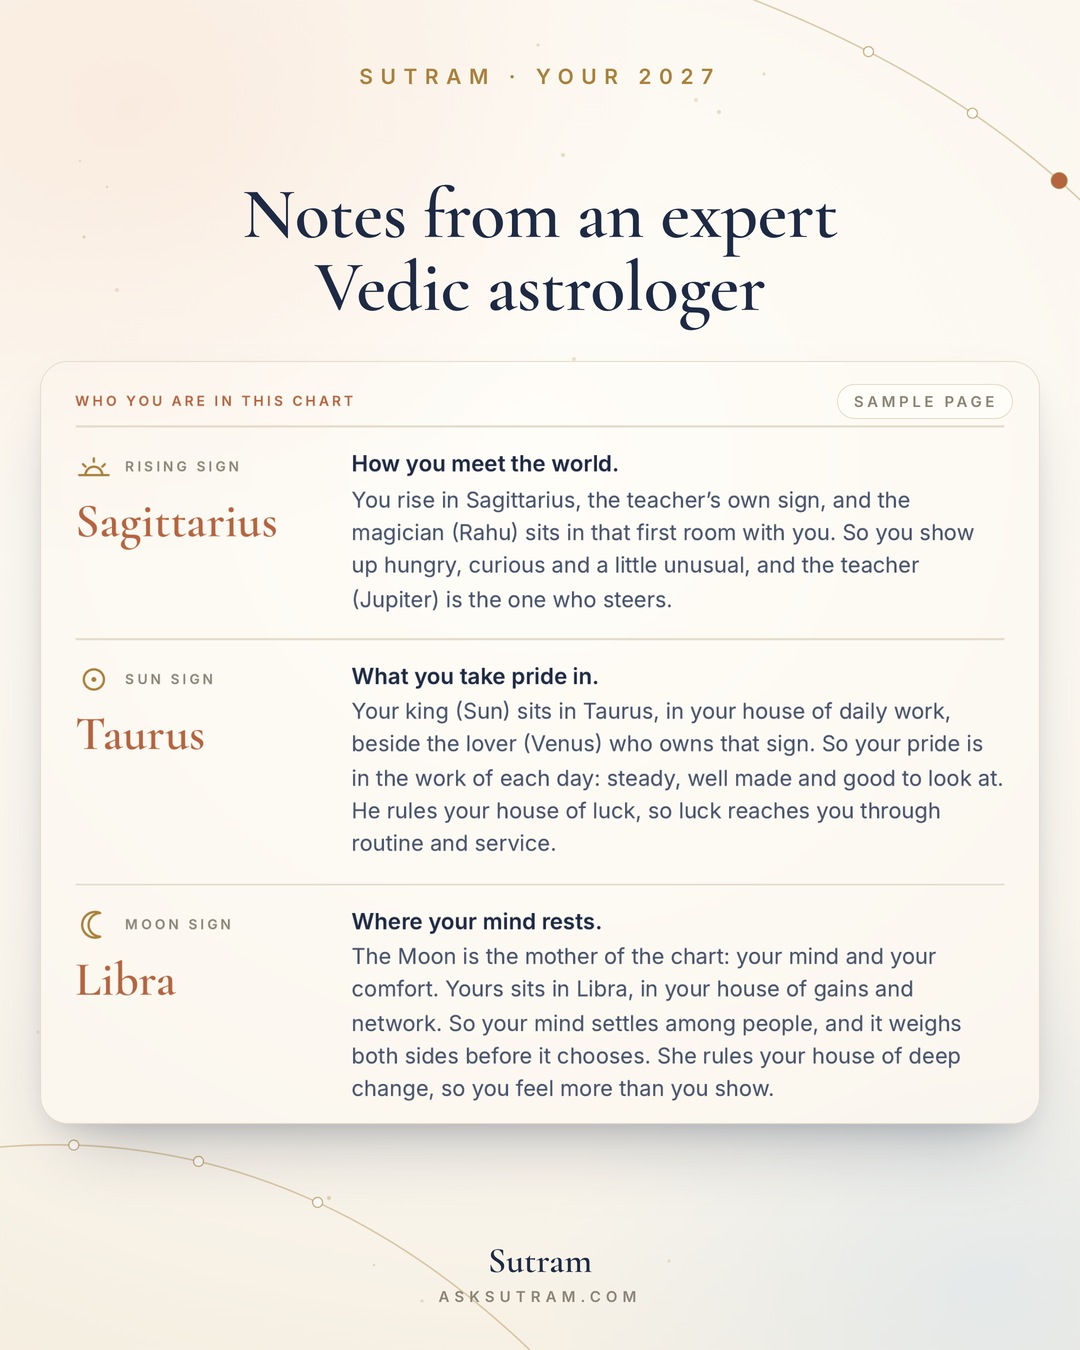 SUTRAM · YOUR 2027
Notes from an expert
Vedic astrologer
WHO YOU ARE IN THIS CHART
SAMPLE PAGE
RISING SIGN
Sagittarius
How you meet the world.
You rise in Sagittarius, the teacher’s own sign, and the
magician (Rahu) sits in that first room with you. So you show
up hungry, curious and a little unusual, and the teacher
(Jupiter) is the one who steers.
SUN SIGN
Taurus
What you take pride in.
Your king (Sun) sits in Taurus, in your house of daily work,
beside the lover (Venus) who owns that sign. So your pride is
in the work of each day: steady, well made and good to look at.
He rules your house of luck, so luck reaches you through
routine and service.
MOON SIGN
Libra
Where your mind rests.
The Moon is the mother of the chart: your mind and your
comfort. Yours sits in Libra, in your house of gains and
network. So your mind settles among people, and it weighs
both sides before it chooses. She rules your house of deep
change, so you feel more than you show.
Sutram
ASKSUTRAM.COM